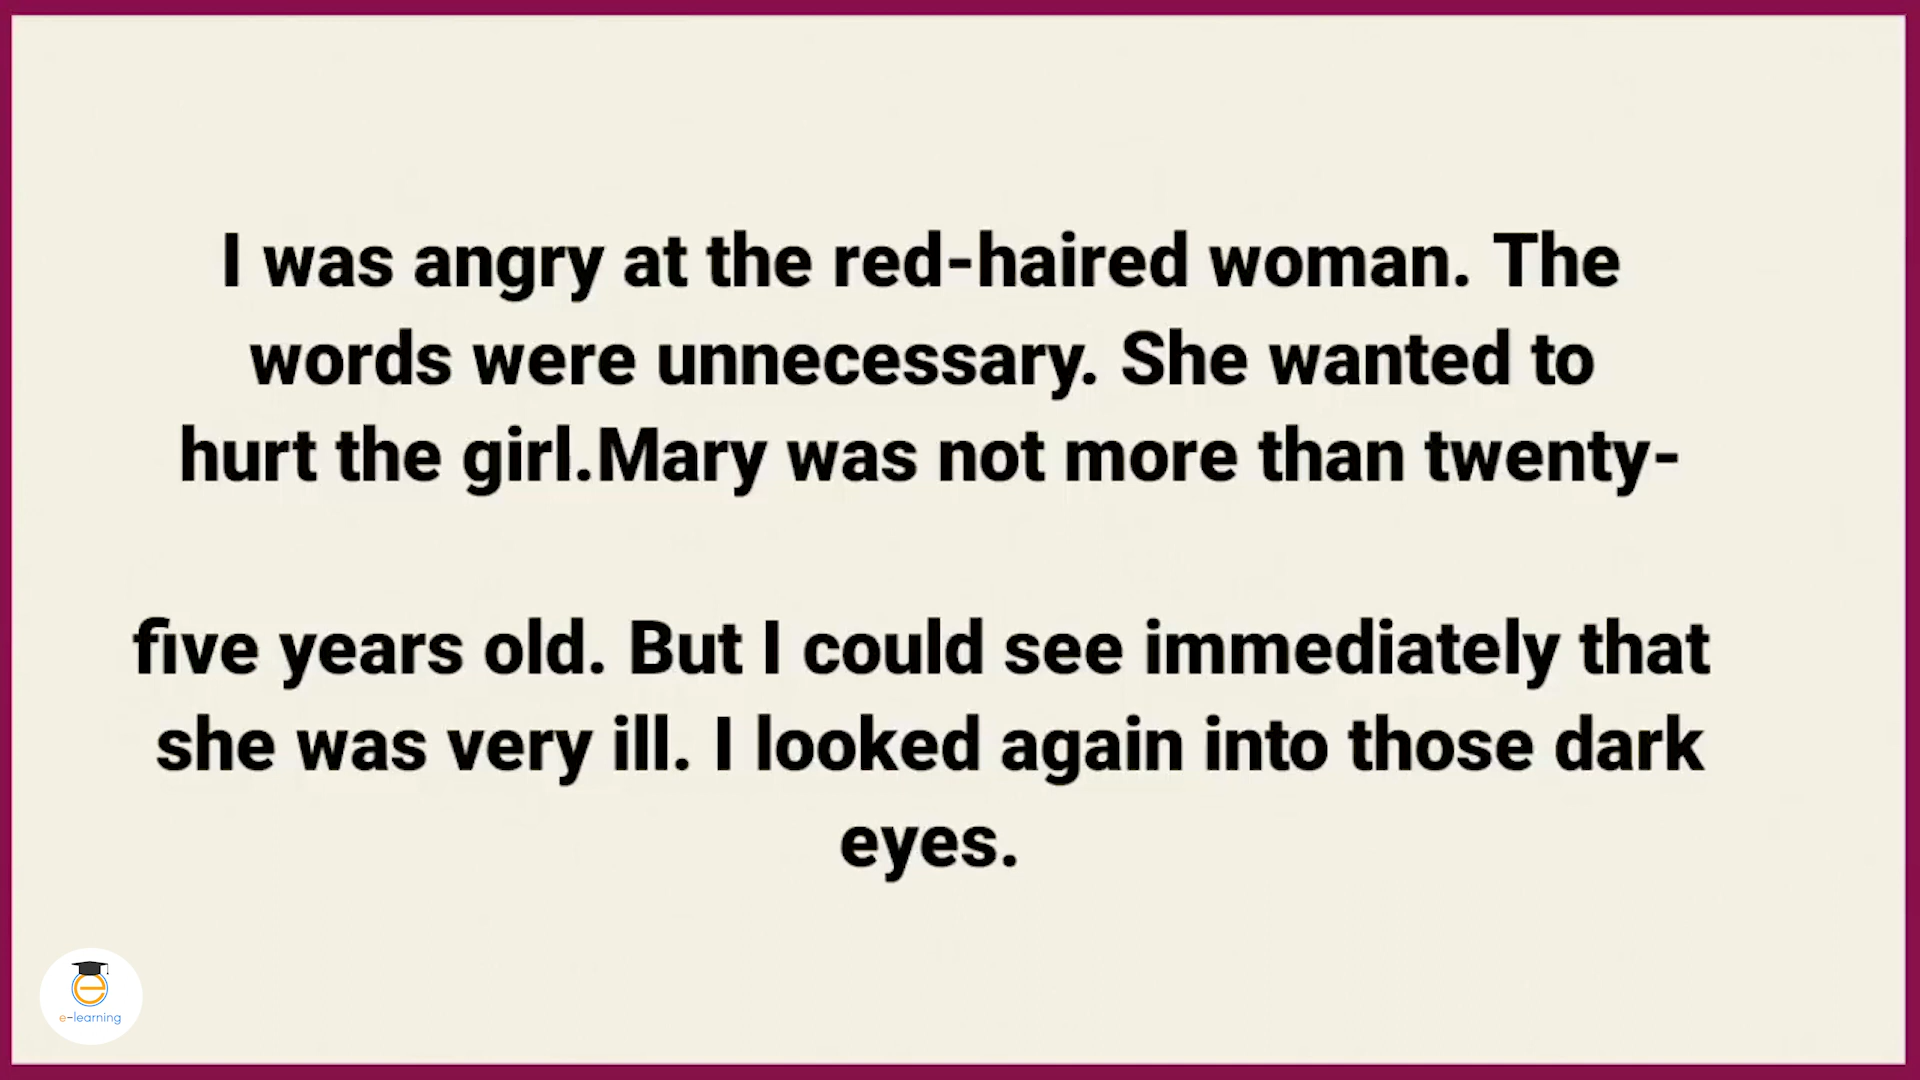 I was angry at the red-haired woman. The
words were unnecessary. She wanted to
hurt the girl.Mary was not more than twenty-
five years old. But I could see immediately that
she was very ill. I looked again into those dark
eyes.
e-learning